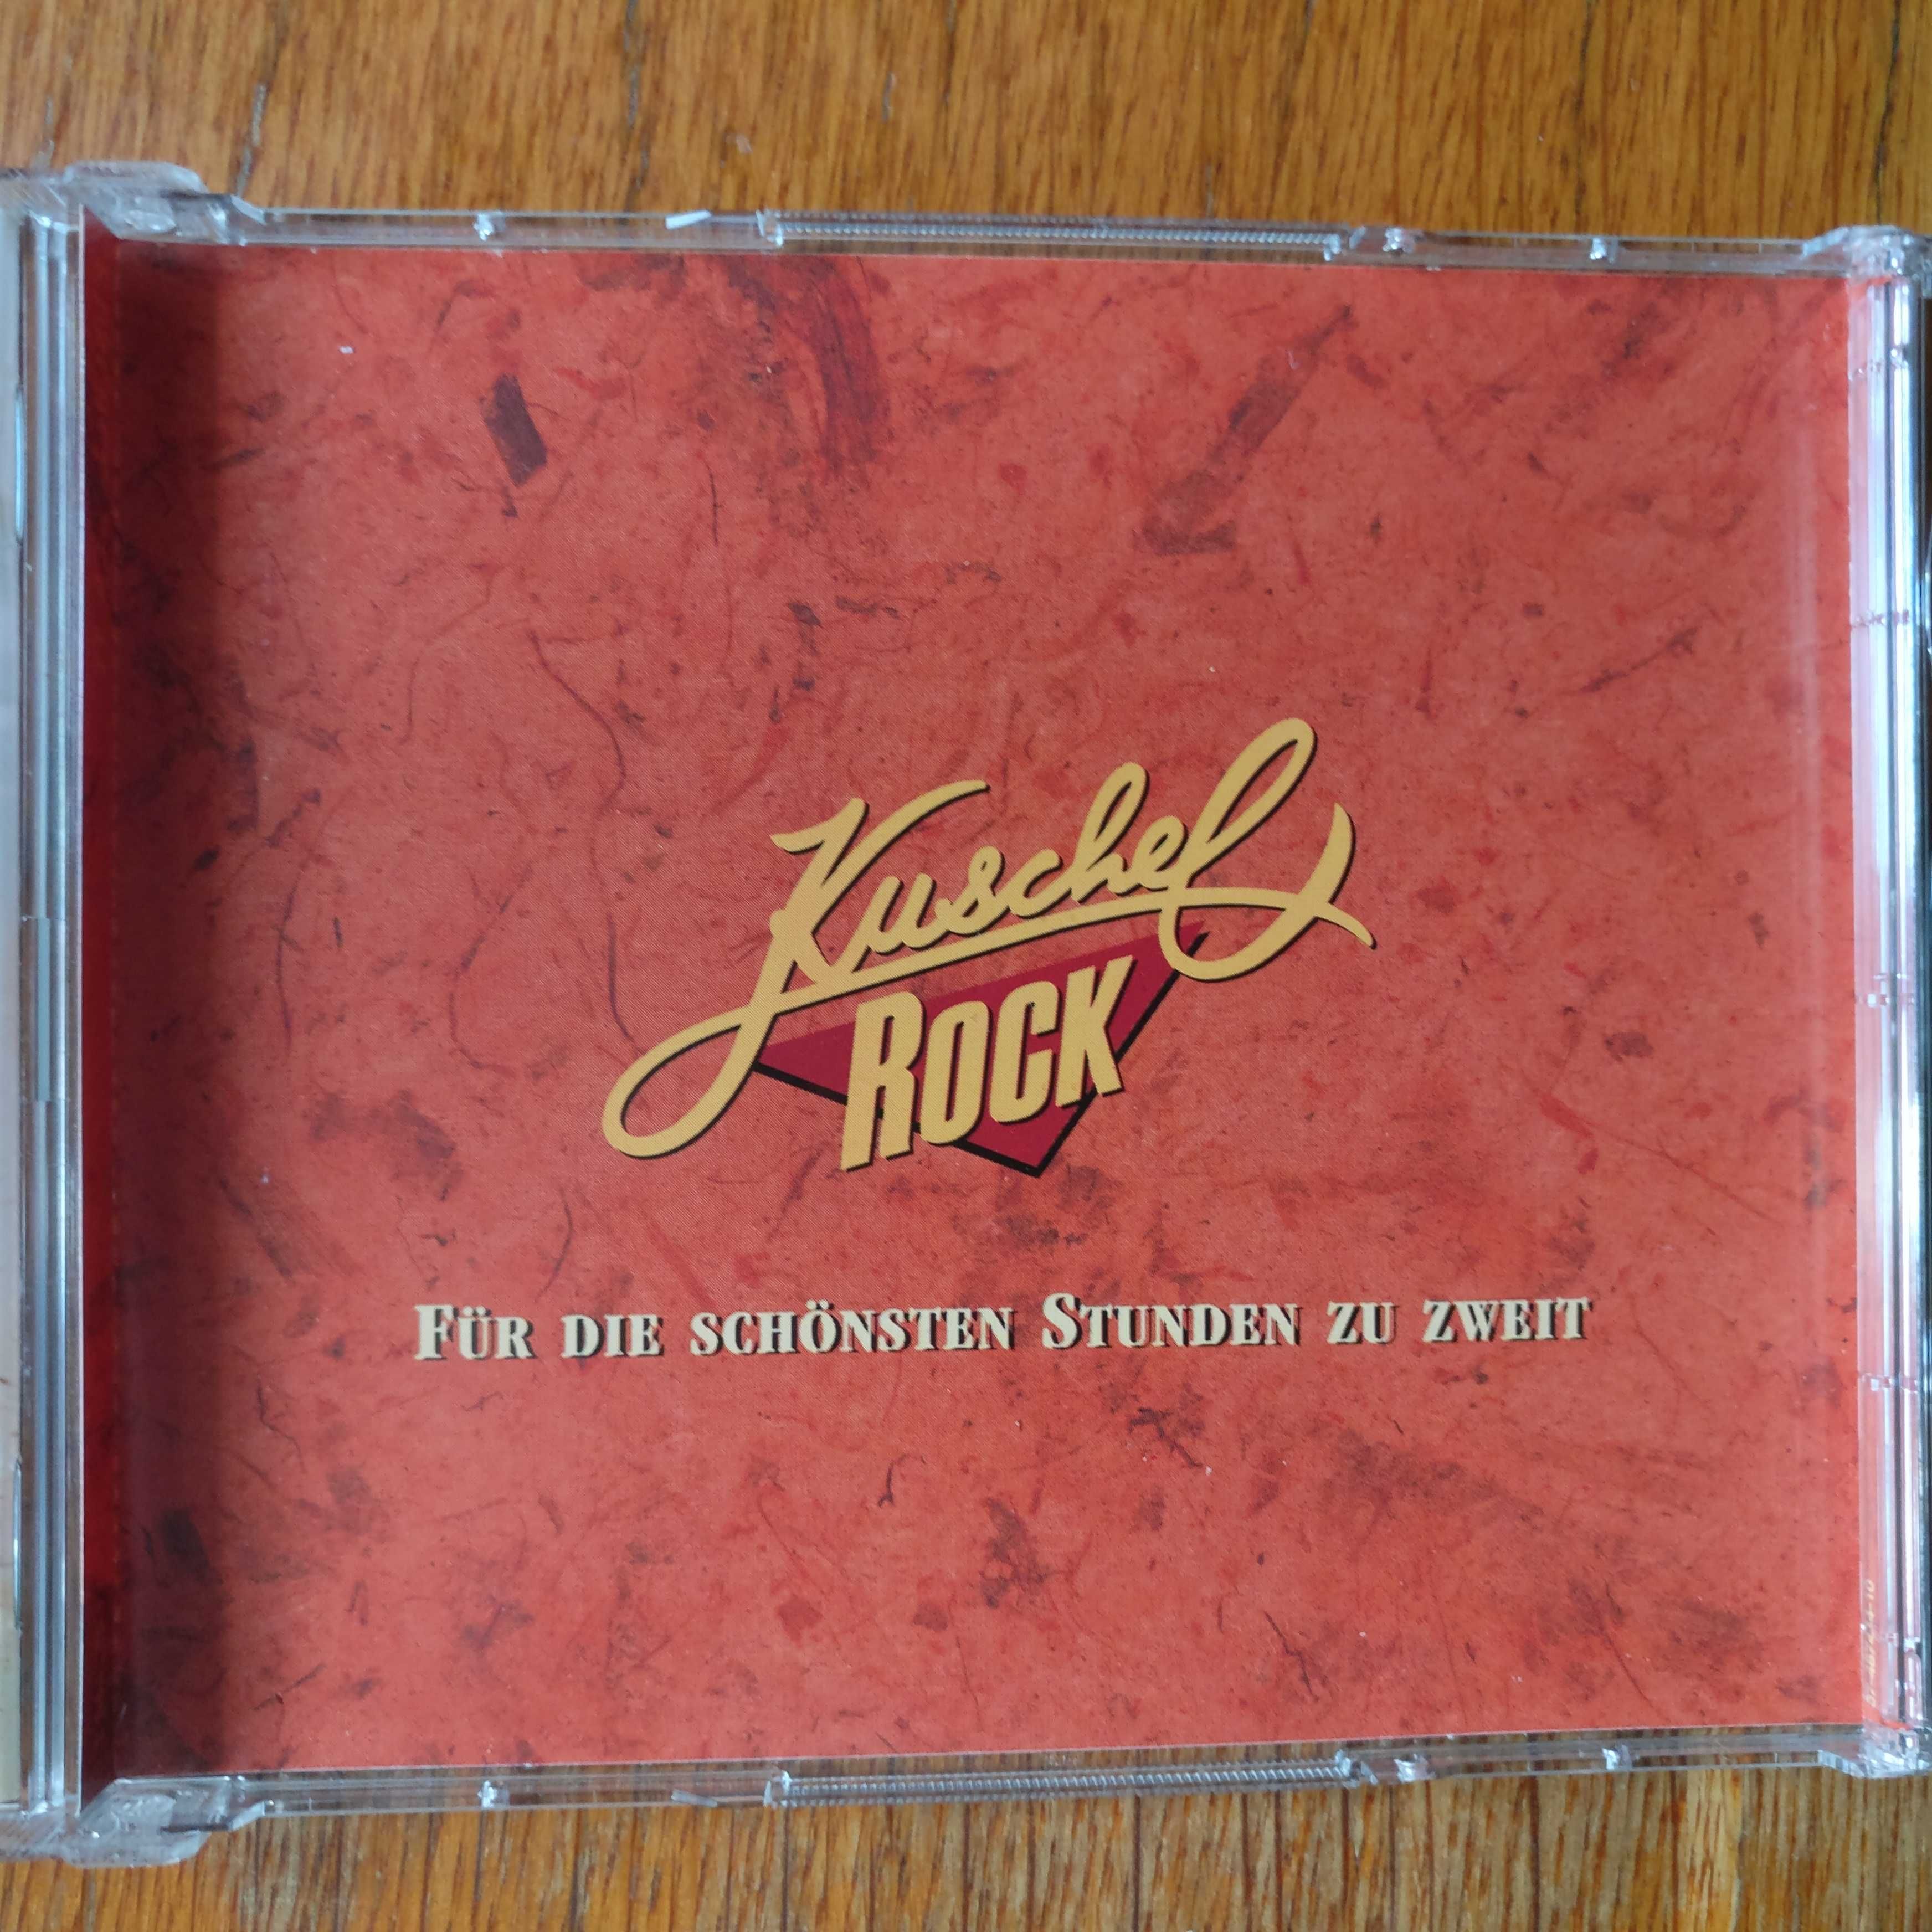 Kuschel
ROCK
FÜR DIE SCHÖNSTEN STUNDEN ZU ZWEIT